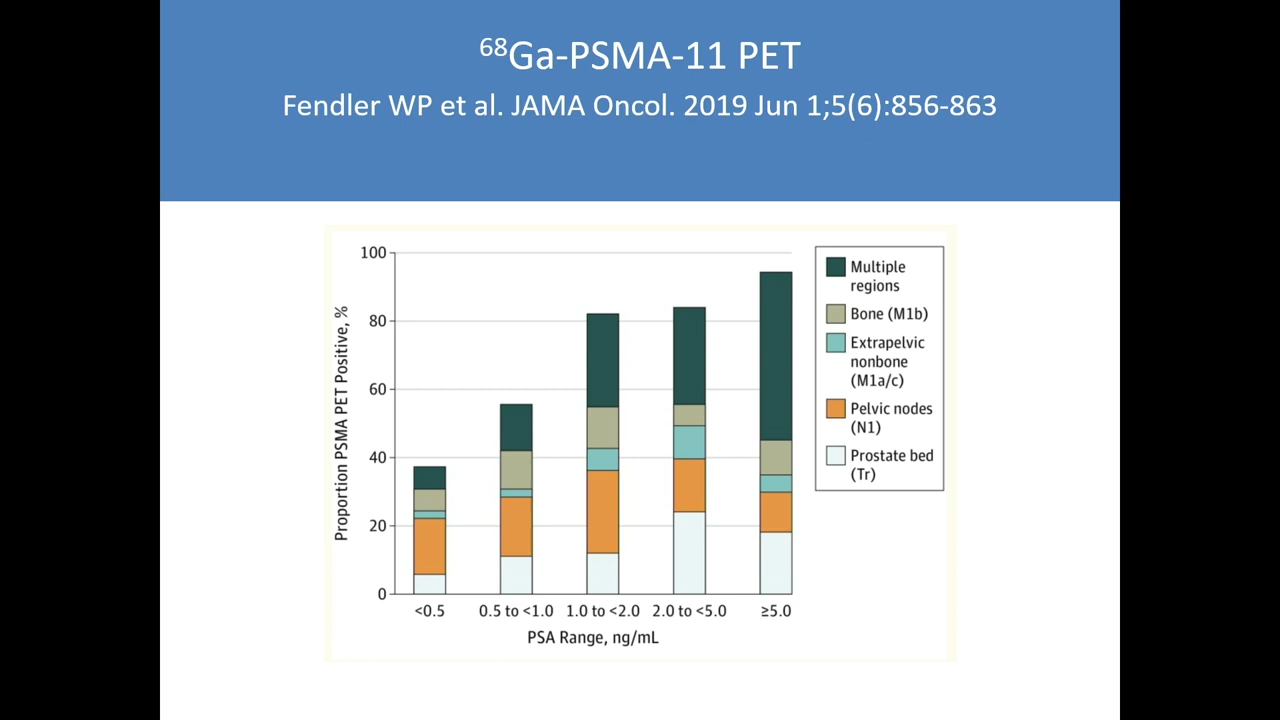 ⁶⁸Ga-PSMA-11 PET
Fendler WP et al. JAMA Oncol. 2019 Jun 1;5(6):856-863
Proportion PSMA PET Positive, %
100
80
60
40
20
0
<0.5
0.5 to <1.0
1.0 to <2.0
2.0 to <5.0
≥5.0
PSA Range, ng/mL
Multiple
regions
Bone (M1b)
Extrapelvic
nonbone
(M1a/c)
Pelvic nodes
(N1)
Prostate bed
(Tr)